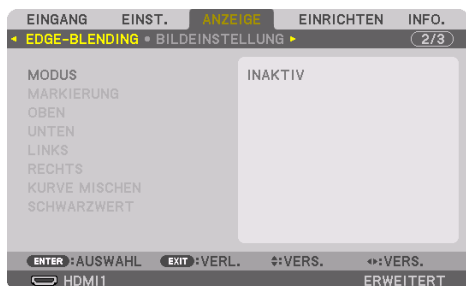 EINGANG EINST. ANZEIGE EINRICHTEN INFO.
EDGE-BLENDING • BILDEINSTELLUNG 2/3
MODUS INAKTIV
MARKIERUNG
OBEN
UNTEN
LINKS
RECHTS
KURVE MISCHEN
SCHWARZWERT
ENTER:AUSWAHL EXIT:VERL. :VERS. :VERS.
HDMI1 ERWEITERT